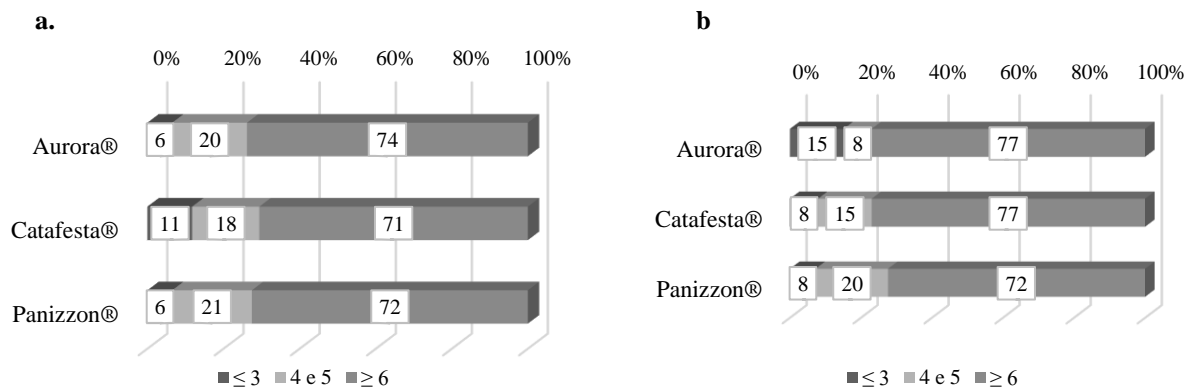 a.
0% 20% 40% 60% 80% 100%
Aurora® 6 20 74
Catafesta® 11 18 71
Panizzon® 6 21 72
≤ 3 4 e 5 ≥ 6
b
0% 20% 40% 60% 80% 100%
Aurora® 15 8 77
Catafesta® 8 15 77
Panizzon® 8 20 72
≤ 3 4 e 5 ≥ 6